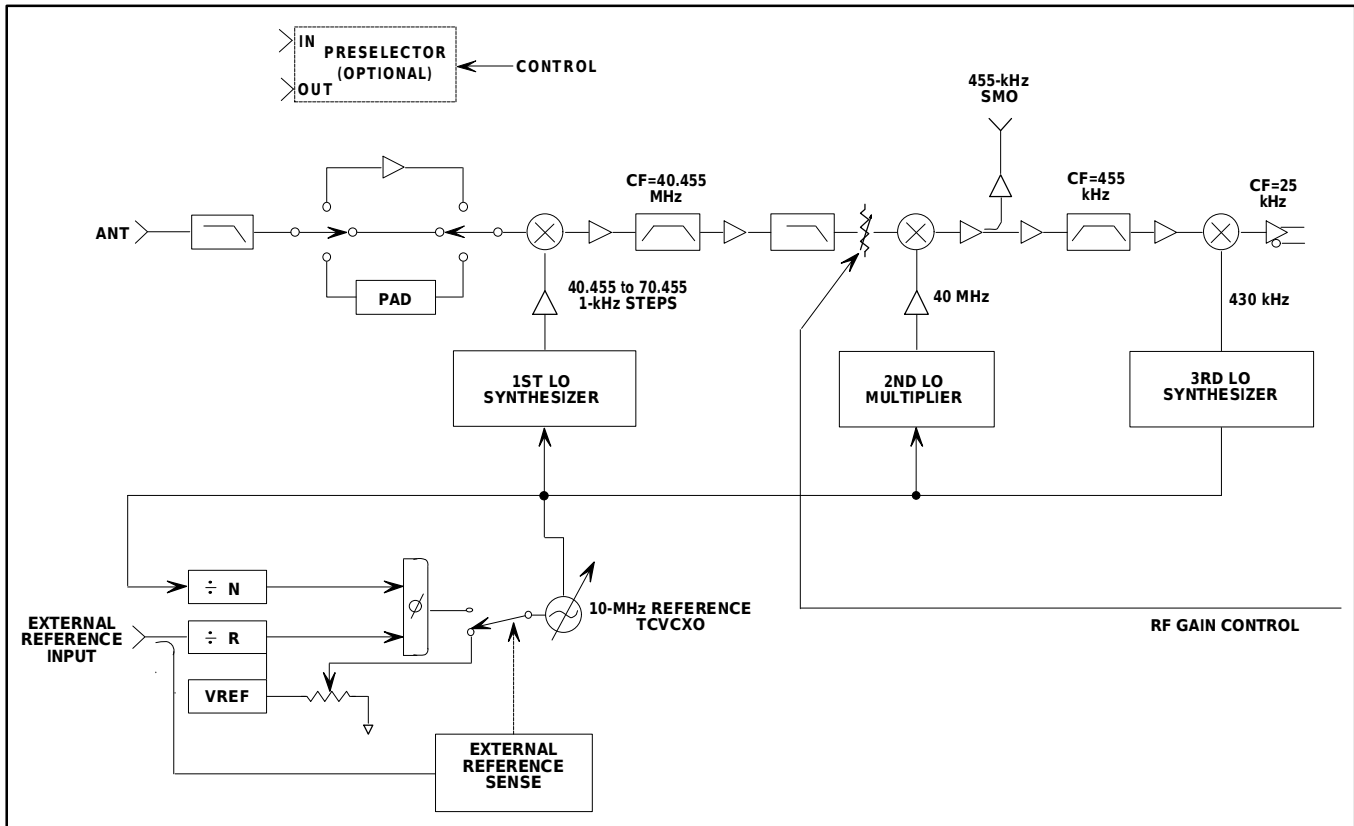 IN
PRESELECTOR
(OPTIONAL)
OUT
CONTROL
455-kHz
SMO
CF=40.455
MHz
CF=455
kHz
CF=25
kHz
ANT
PAD
40.455 to 70.455
1-kHz STEPS
40 MHz
430 kHz
1ST LO
SYNTHESIZER
2ND LO
MULTIPLIER
3RD LO
SYNTHESIZER
÷ N
÷ R
ϕ
10-MHz REFERENCE
TCVCXO
EXTERNAL
REFERENCE
INPUT
VREF
RF GAIN CONTROL
EXTERNAL
REFERENCE
SENSE